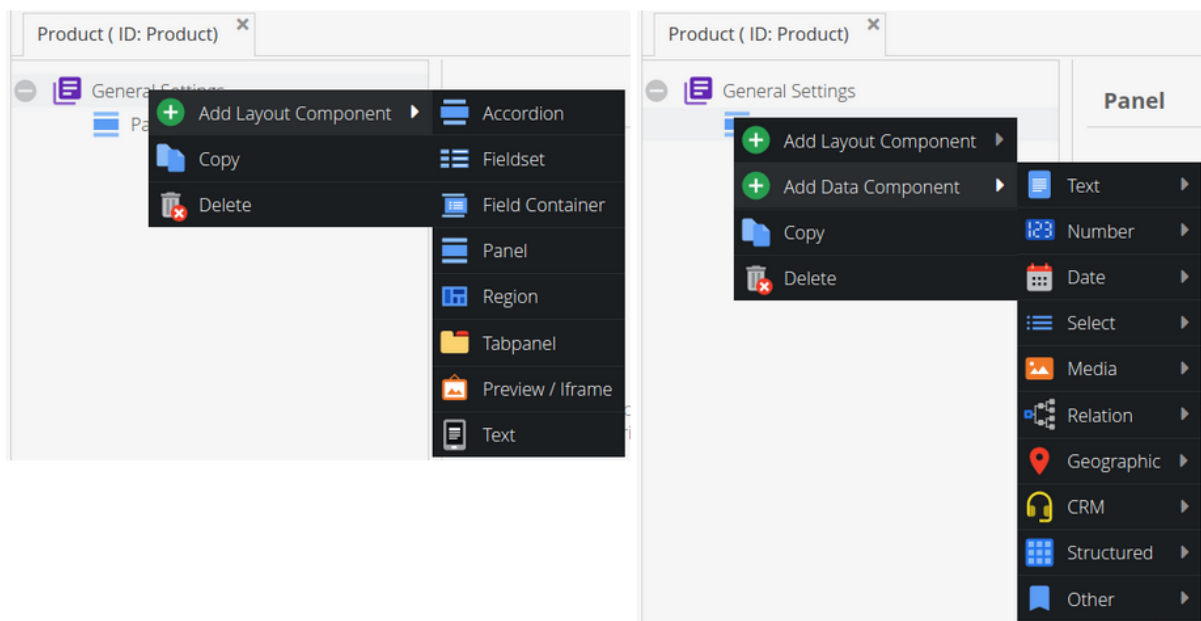 Product ( ID: Product)
General Settings
Pa
Add Layout Component
Copy
Delete
Accordion
Fieldset
Field Container
Panel
Region
Tabpanel
Preview / Iframe
Text
Product ( ID: Product)
General Settings
Panel
Add Layout Component
Add Data Component
Copy
Delete
Text
Number
Date
Select
Media
Relation
Geographic
CRM
Structured
Other